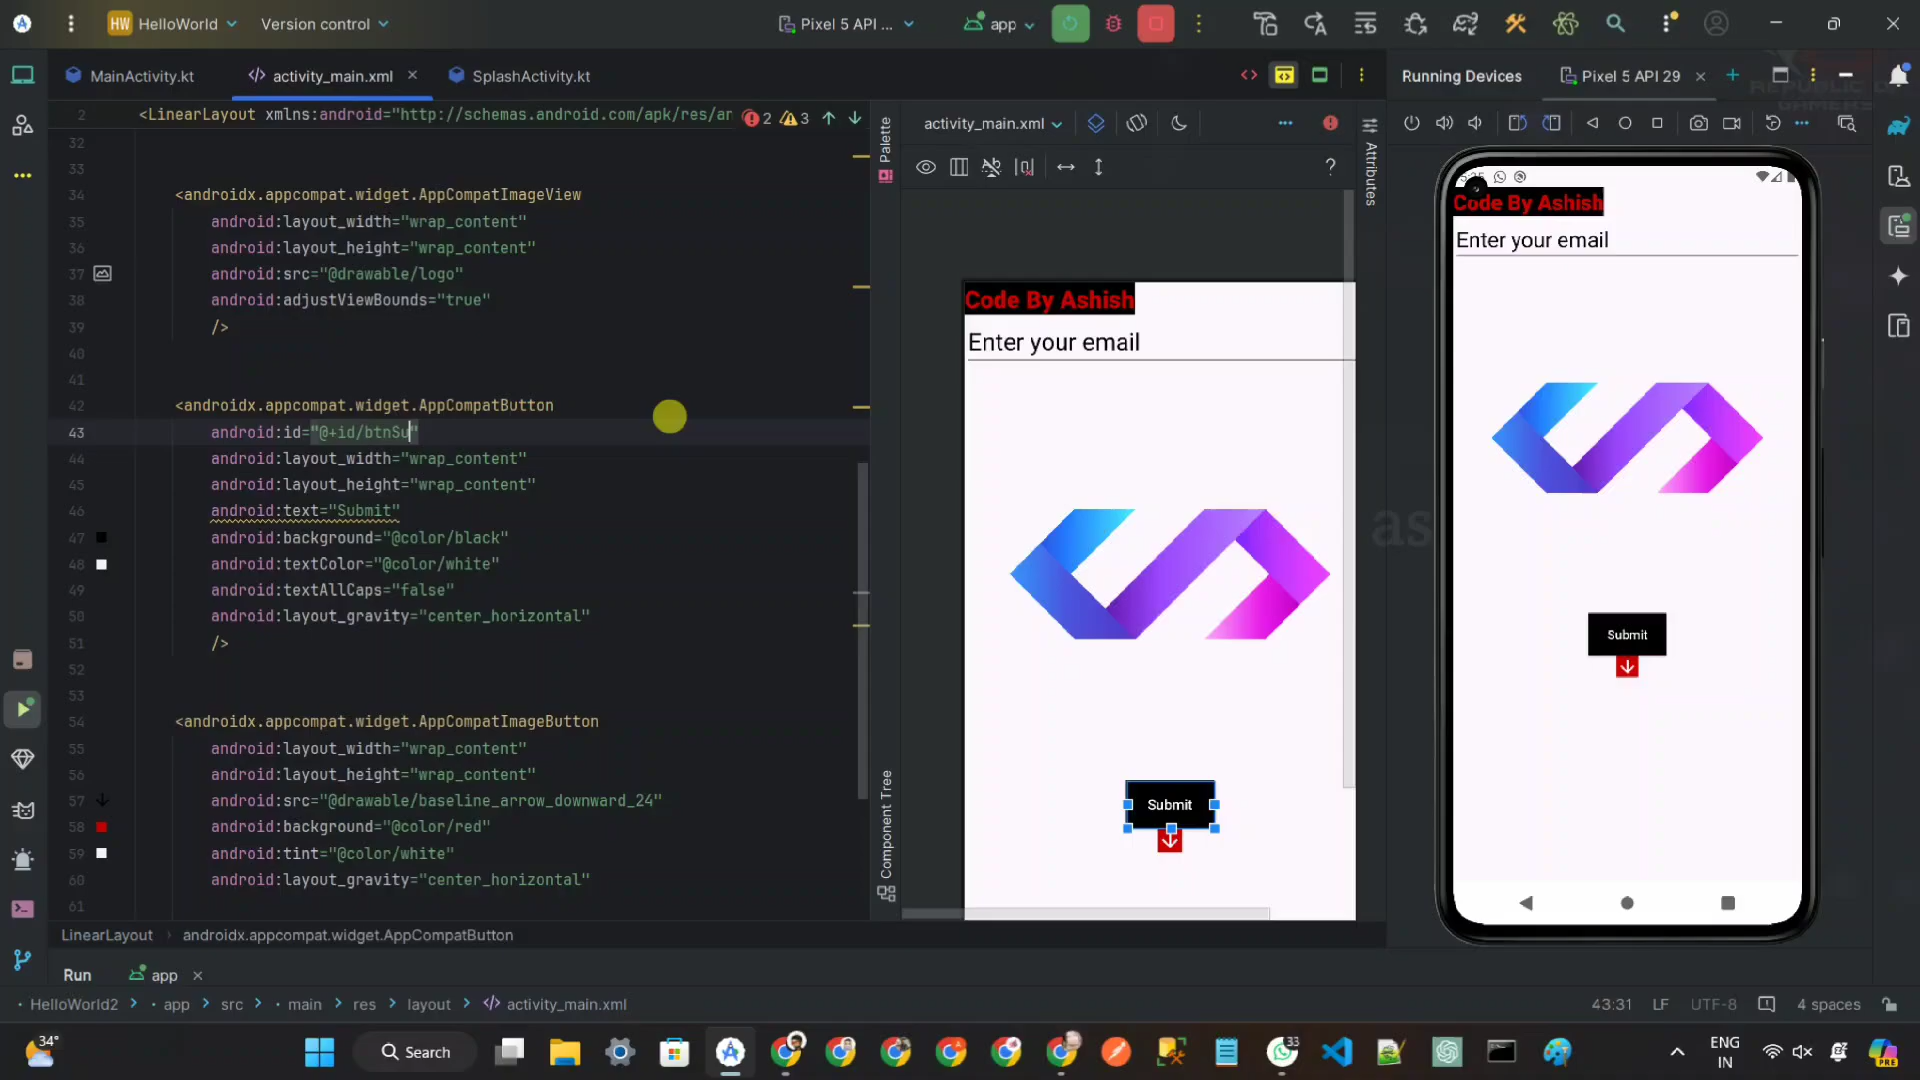 HW HelloWorld Version control Pixel 5 API ... app
MainActivity.kt activity_main.xml SplashActivity.kt Running Devices Pixel 5 API 29
REPUBLIC OF
GAMERS
2 <LinearLayout xmlns:android="http://schemas.android.com/apk/res/an 2 3
32
33
34 <androidx.appcompat.widget.AppCompatImageView
35 android:layout_width="wrap_content"
36 android:layout_height="wrap_content"
37 android:src="@drawable/logo"
38 android:adjustViewBounds="true"
39 />
40
41
42 <androidx.appcompat.widget.AppCompatButton
43 android:id="@+id/btnSu"
44 android:layout_width="wrap_content"
45 android:layout_height="wrap_content"
46 android:text="Submit"
47 android:background="@color/black"
48 android:textColor="@color/white"
49 android:textAllCaps="false"
50 android:layout_gravity="center_horizontal"
51 />
52
53
54 <androidx.appcompat.widget.AppCompatImageButton
55 android:layout_width="wrap_content"
56 android:layout_height="wrap_content"
57 android:src="@drawable/baseline_arrow_downward_24"
58 android:background="@color/red"
59 android:tint="@color/white"
60 android:layout_gravity="center_horizontal"
61
LinearLayout androidx.appcompat.widget.AppCompatButton
Palette
Component Tree
activity_main.xml
?
Attributes
Code By Ashish
Enter your email
Submit
as
Code By Ashish
Enter your email
Submit
Run app
HelloWorld2 app src main res layout activity_main.xml 43:31 LF UTF-8 4 spaces
34°
Search
33
PRE
ENG
IN